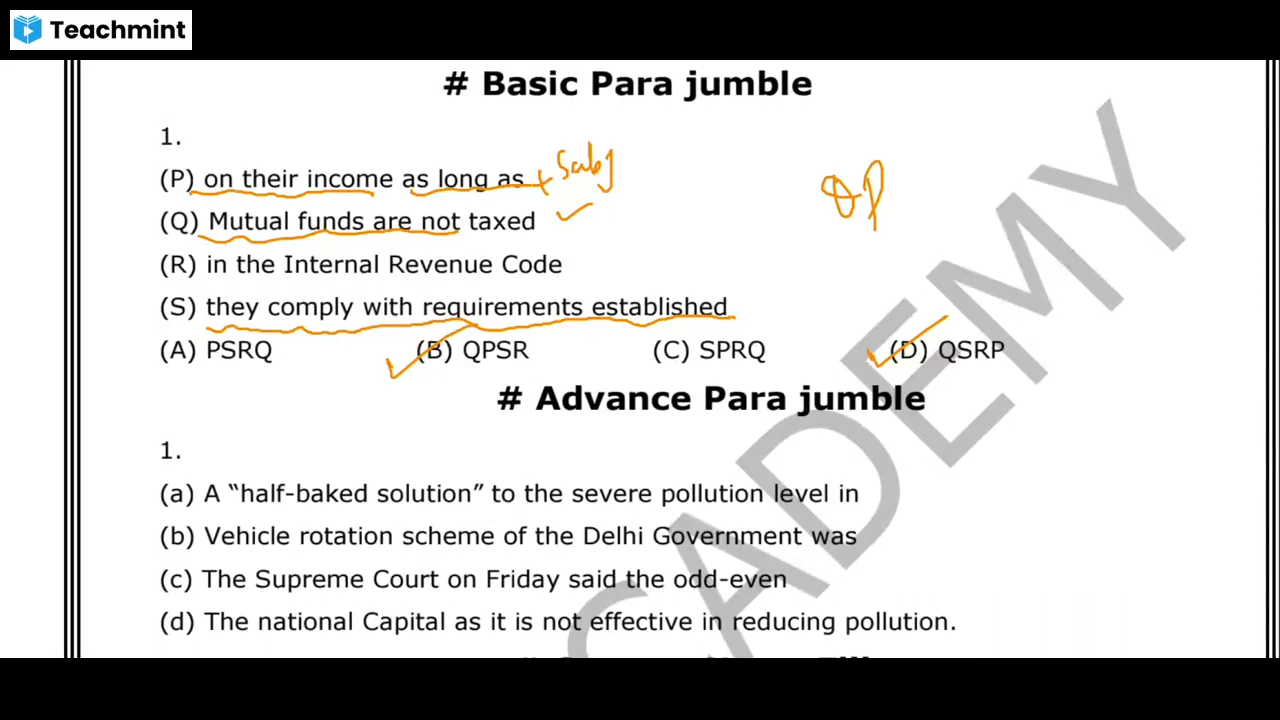 Teachmint
# Basic Para jumble
1.
(P) on their income as long as + Subj
(Q) Mutual funds are not taxed
QP
(R) in the Internal Revenue Code
(S) they comply with requirements established
(A) PSRQ (B) QPSR (C) SPRQ (D) QSRP
# Advance Para jumble
1.
(a) A “half-baked solution” to the severe pollution level in
(b) Vehicle rotation scheme of the Delhi Government was
(c) The Supreme Court on Friday said the odd-even
(d) The national Capital as it is not effective in reducing pollution.
CADEMY